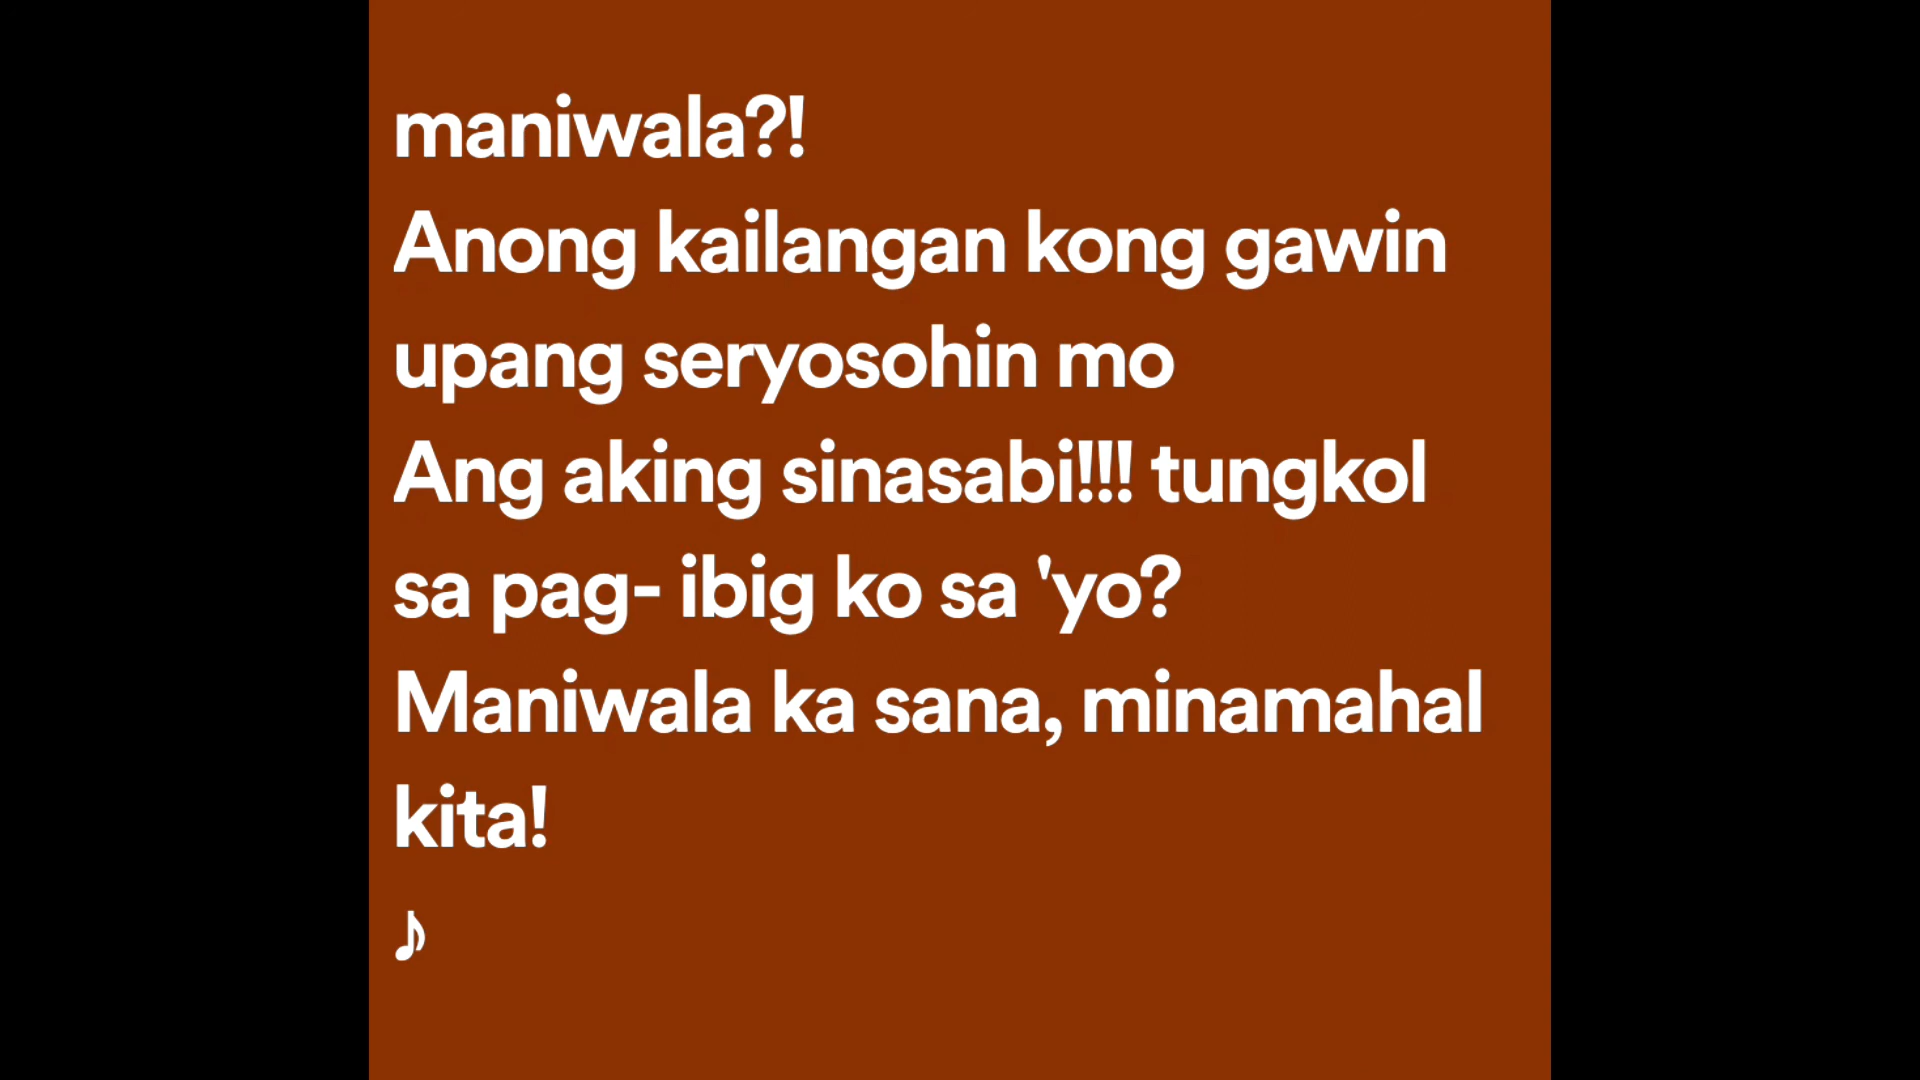 maniwala?!
Anong kailangan kong gawin
upang seryosohin mo
Ang aking sinasabi!!! tungkol
sa pag- ibig ko sa 'yo?
Maniwala ka sana, minamahal
kita!
♪